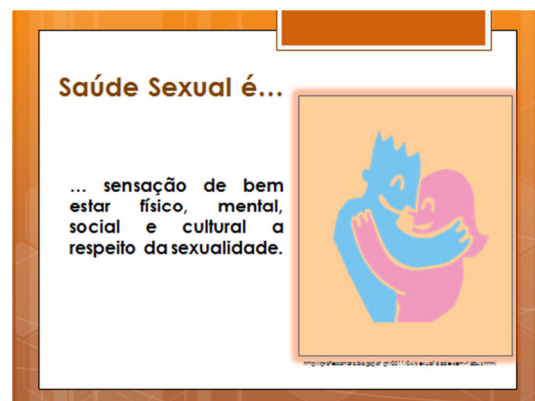 Saúde Sexual é...
... sensação de bem
estar físico, mental,
social e cultural a
respeito da sexualidade.